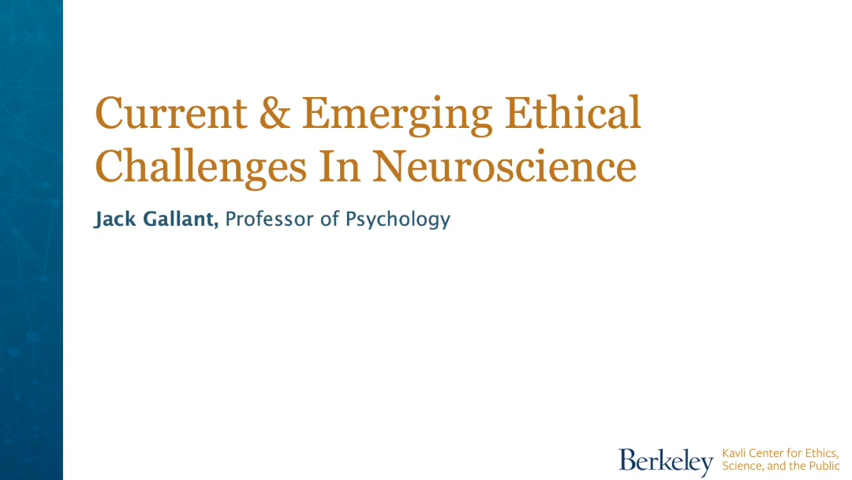 Current & Emerging Ethical
Challenges In Neuroscience
Jack Gallant, Professor of Psychology
Berkeley
Kavli Center for Ethics,
Science, and the Public